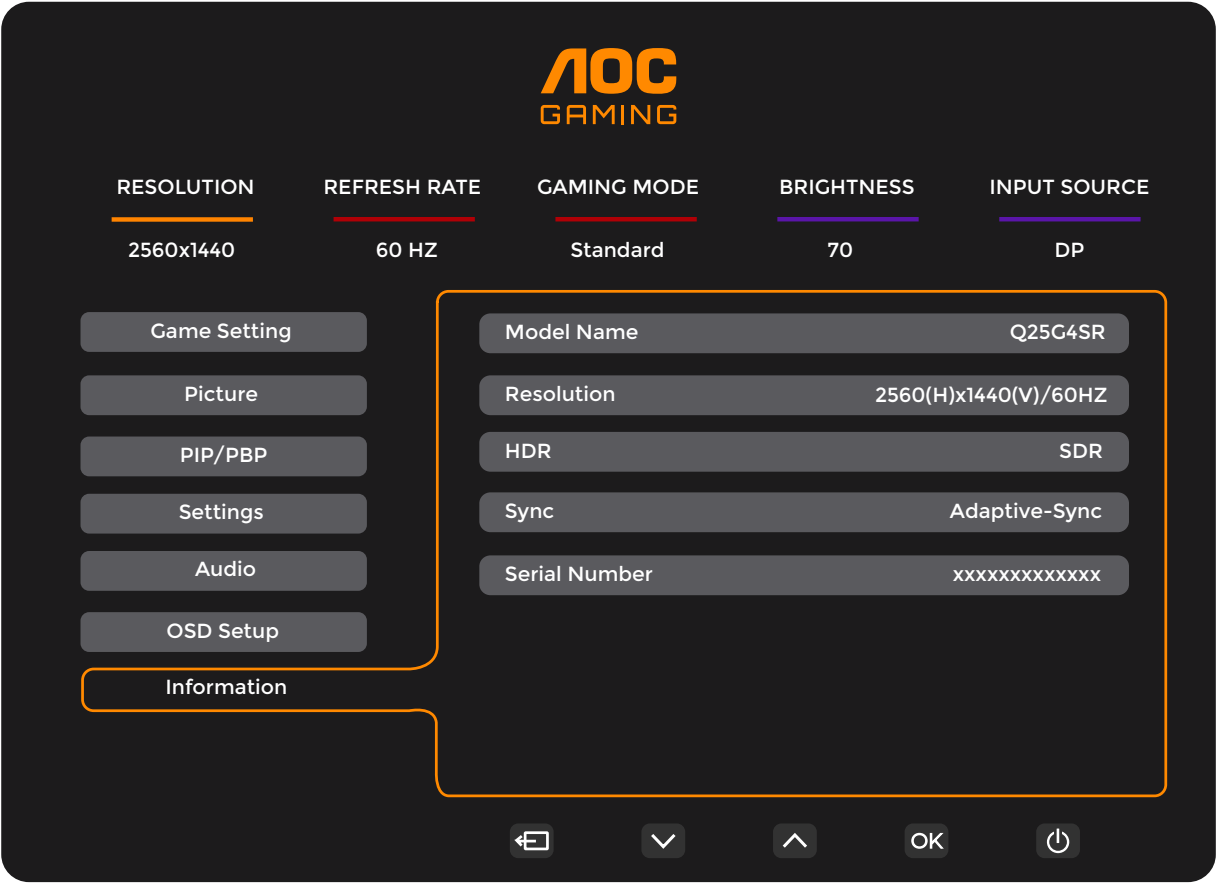 AOC
GAMING
RESOLUTION REFRESH RATE GAMING MODE BRIGHTNESS INPUT SOURCE
2560x1440 60 HZ Standard 70 DP
Game Setting
Picture
PIP/PBP
Settings
Audio
OSD Setup
Information
Model Name Q25G4SR
Resolution 2560(H)x1440(V)/60HZ
HDR SDR
Sync Adaptive-Sync
Serial Number xxxxxxxxxxxxx
OK